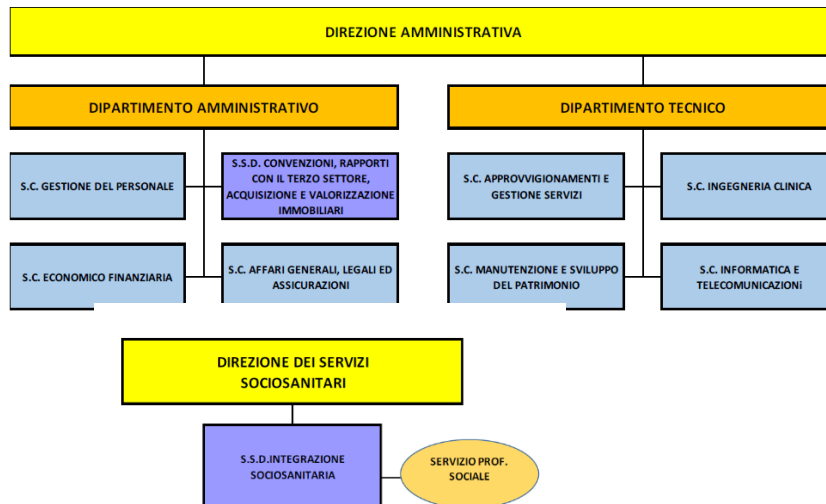 DIREZIONE AMMINISTRATIVA
DIPARTIMENTO AMMINISTRATIVO
DIPARTIMENTO TECNICO
S.C. GESTIONE DEL PERSONALE
S.S.D. CONVENZIONI, RAPPORTI
CON IL TERZO SETTORE,
ACQUISIZIONE E VALORIZZAZIONE
IMMOBILIARI
S.C. APPROVVIGIONAMENTI E
GESTIONE SERVIZI
S.C. INGEGNERIA CLINICA
S.C. ECONOMICO FINANZIARIA
S.C. AFFARI GENERALI, LEGALI ED
ASSICURAZIONI
S.C. MANUTENZIONE E SVILUPPO
DEL PATRIMONIO
S.C. INFORMATICA E
TELECOMUNICAZIONi
DIREZIONE DEI SERVIZI
SOCIOSANITARI
S.S.D.INTEGRAZIONE
SOCIOSANITARIA
SERVIZIO PROF.
SOCIALE